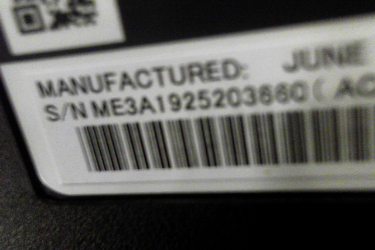 MANUFACTURED: JUNE
S/N ME3A1925203660 ( AC